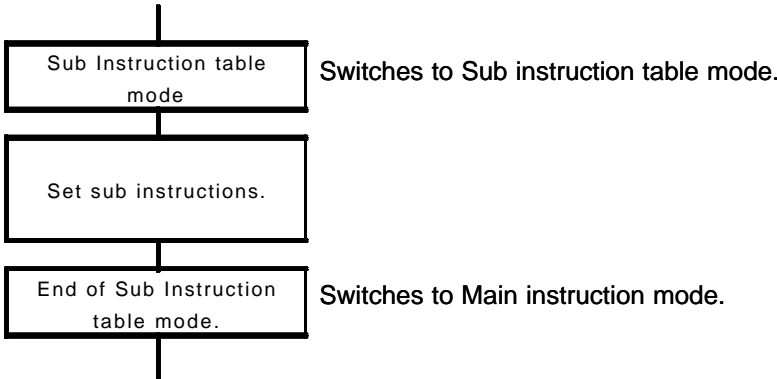 Sub Instruction table
mode
Switches to Sub instruction table mode.
Set sub instructions.
End of Sub Instruction
table mode.
Switches to Main instruction mode.